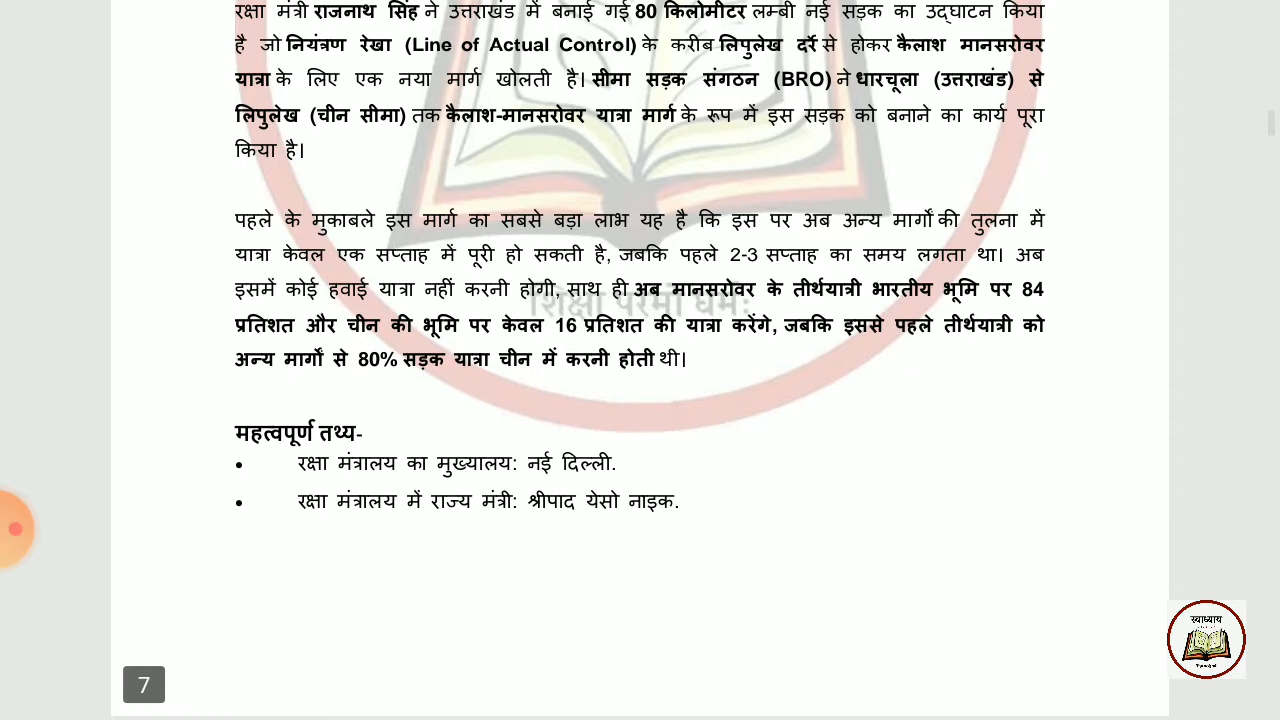 रक्षा मंत्री राजनाथ सिंह ने उत्तराखंड में बनाई गई 80 किलोमीटर लम्बी नई सड़क का उद्घाटन किया
है जो नियंत्रण रेखा (Line of Actual Control) के करीब लिपुलेख दर्रे से होकर कैलाश मानसरोवर
यात्रा के लिए एक नया मार्ग खोलती है। सीमा सड़क संगठन (BRO) ने धारचूला (उत्तराखंड) से
लिपुलेख (चीन सीमा) तक कैलाश-मानसरोवर यात्रा मार्ग के रूप में इस सड़क को बनाने का कार्य पूरा
किया है।
पहले के मुकाबले इस मार्ग का सबसे बड़ा लाभ यह है कि इस पर अब अन्य मार्गों की तुलना में
यात्रा केवल एक सप्ताह में पूरी हो सकती है, जबकि पहले 2-3 सप्ताह का समय लगता था। अब
इसमें कोई हवाई यात्रा नहीं करनी होगी, साथ ही अब मानसरोवर के तीर्थयात्री भारतीय भूमि पर 84
शिक्षा परमो धर्मः
प्रतिशत और चीन की भूमि पर केवल 16 प्रतिशत की यात्रा करेंगे, जबकि इससे पहले तीर्थयात्री को
अन्य मार्गों से 80% सड़क यात्रा चीन में करनी होती थी।
महत्वपूर्ण तथ्य-
• रक्षा मंत्रालय का मुख्यालय: नई दिल्ली.
• रक्षा मंत्रालय में राज्य मंत्री: श्रीपाद येसो नाइक.
स्वाध्याय
7